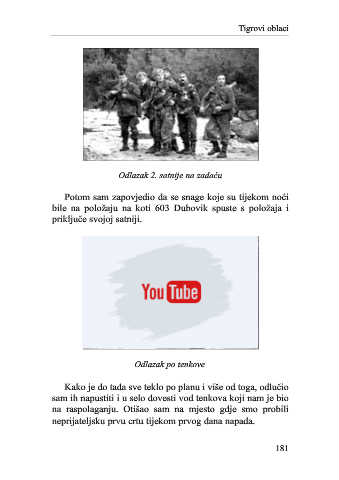 Tigrovi oblaci
Odlazak 2. satnije na zadaću
Potom sam zapovjedio da se snage koje su tijekom noći
bile na položaju na koti 603 Duhovik spuste s položaja i
priključe svojoj satniji.
YouTube
Odlazak po tenkove
Kako je do tada sve teklo po planu i više od toga, odlučio
sam ih napustiti i u selo dovesti vod tenkova koji nam je bio
na raspolaganju. Otišao sam na mjesto gdje smo probili
neprijateljsku prvu crtu tijekom prvog dana napada.
181